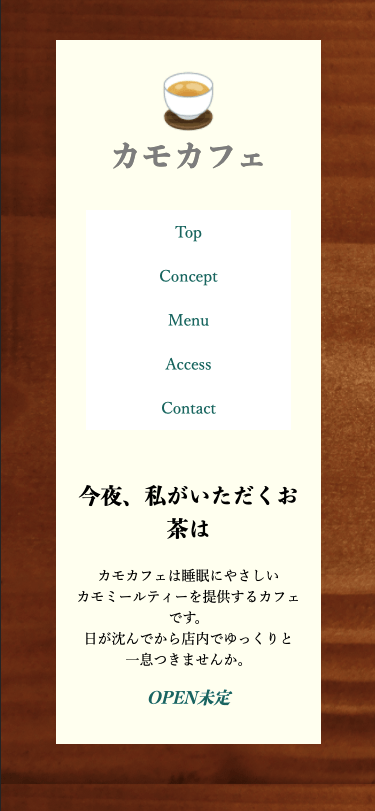 カモカフェ
Top
Concept
Menu
Access
Contact
今夜、私がいただくお
茶は
カモカフェは睡眠にやさしい
カモミールティーを提供するカフェ
です。
日が沈んでから店内でゆっくりと
一息つきませんか。
OPEN未定